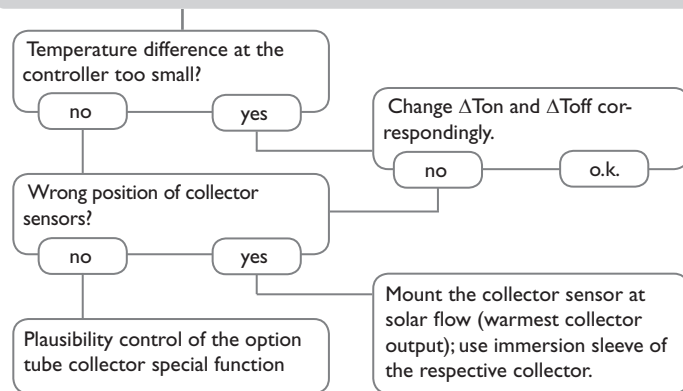 Temperature difference at the
controller too small?
no
yes
Change ΔTon and ΔToff cor-
respondingly.
no
o.k.
Wrong position of collector
sensors?
no
yes
Mount the collector sensor at
solar flow (warmest collector
output); use immersion sleeve of
the respective collector.
Plausibility control of the option
tube collector special function